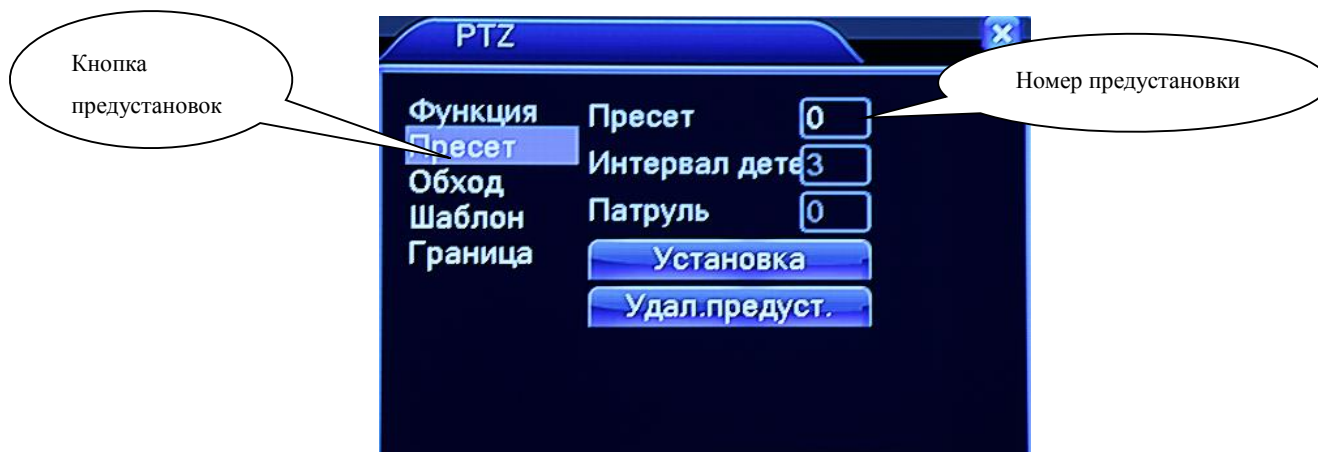 Кнопка
предустановок
PTZ
Номер предустановки
Функция
Пресет
Обход
Шаблон
Граница
Пресет 0
Интервал дете 3
Патруль 0
Установка
Удал.предуст.